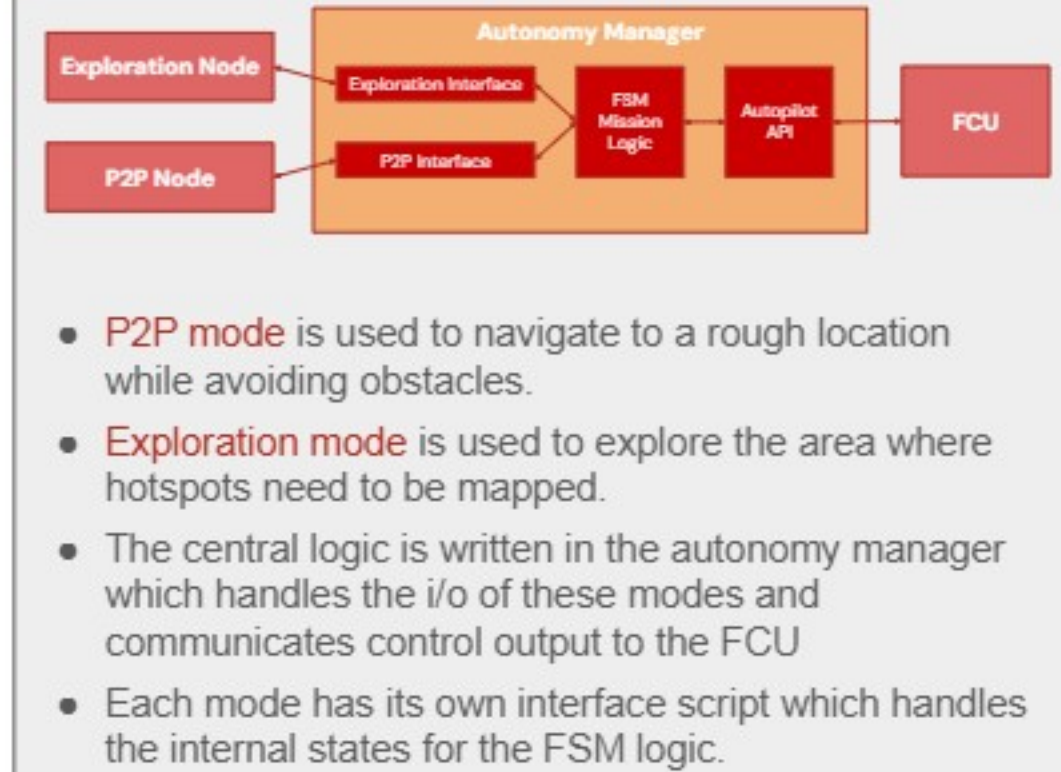 Autonomy Manager
Exploration Node
Exploration Interface
FSM
Mission
Logic
Autopilot
API
FCU
P2P Interface
P2P Node
● P2P mode is used to navigate to a rough location
while avoiding obstacles.
● Exploration mode is used to explore the area where
hotspots need to be mapped.
● The central logic is written in the autonomy manager
which handles the i/o of these modes and
communicates control output to the FCU
● Each mode has its own interface script which handles
the internal states for the FSM logic.